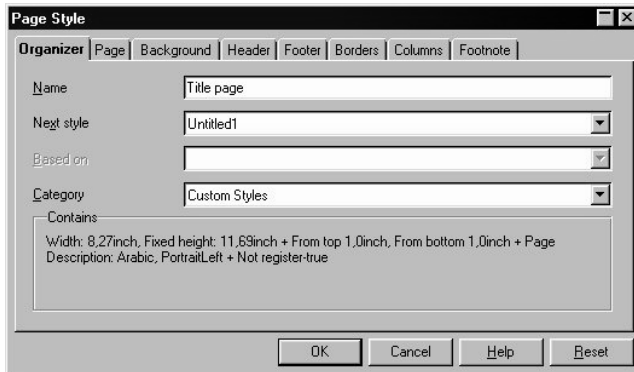 Page Style
Organizer Page Background Header Footer Borders Columns Footnote
Name Title page
Next style Untitled1
Based on
Category Custom Styles
Contains
Width: 8,27inch, Fixed height: 11,69inch + From top 1,0inch, From bottom 1,0inch + Page
Description: Arabic, PortraitLeft + Not register-true
OK Cancel Help Reset